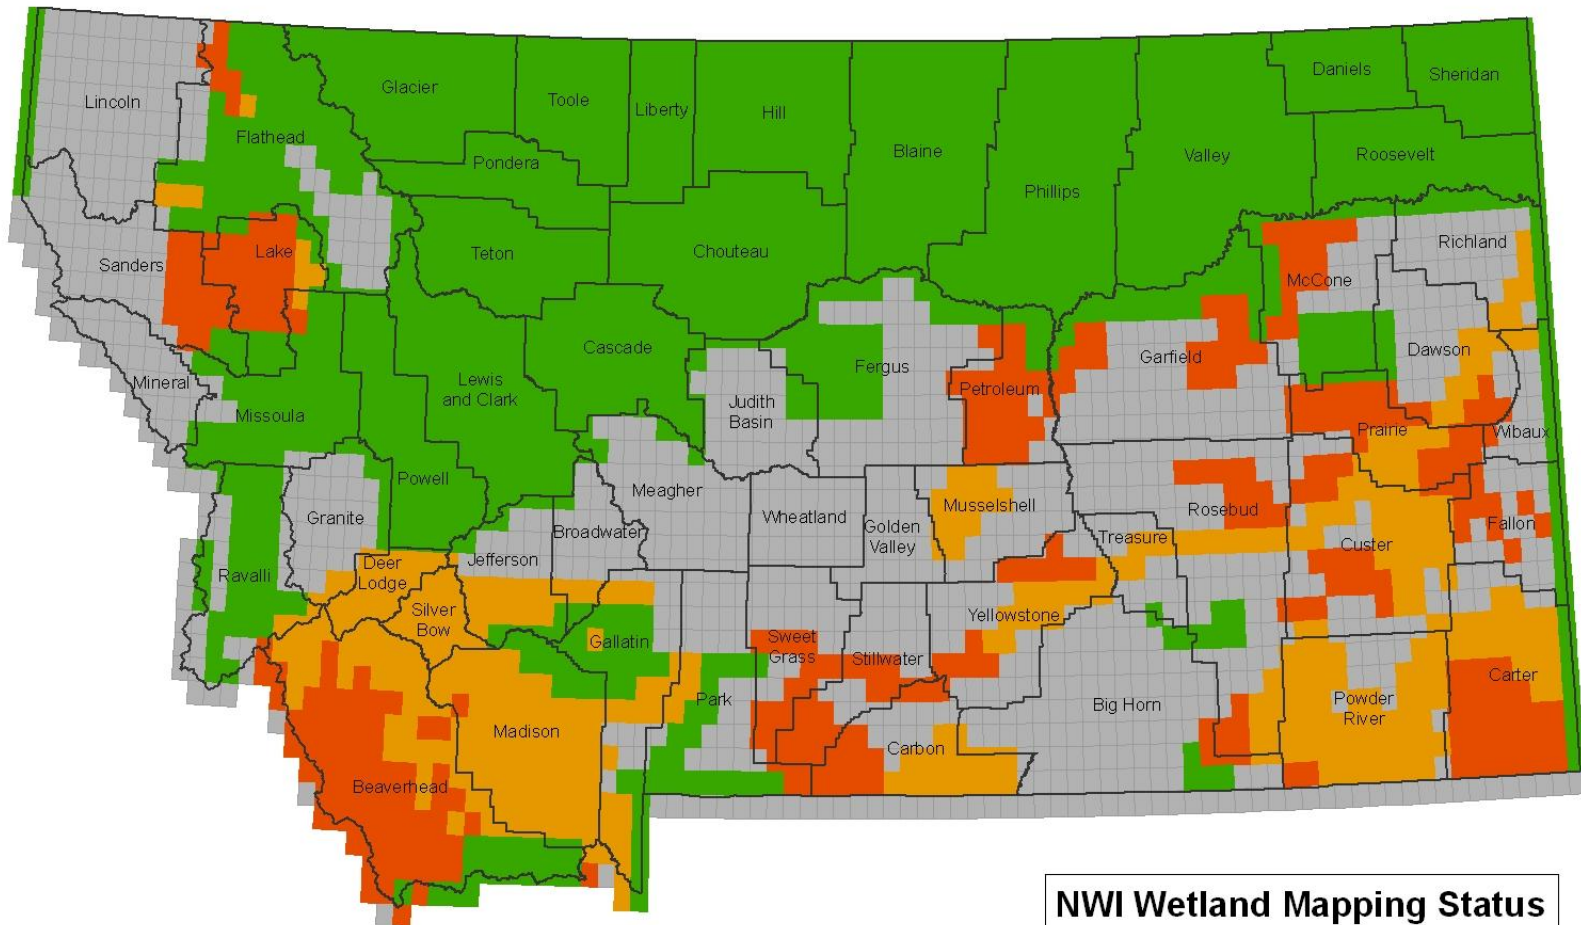 Lincoln
Glacier
Toole
Liberty
Hill
Daniels
Sheridan
Flathead
Pondera
Blaine
Phillips
Valley
Roosevelt
Sanders
Lake
Teton
Chouteau
McCone
Richland
Mineral
Missoula
Lewis
and Clark
Cascade
Judith
Basin
Fergus
Petroleum
Garfield
Dawson
Prairie
Wibaux
Powell
Granite
Meagher
Wheatland
Golden
Valley
Musselshell
Rosebud
Treasure
Custer
Fallon
Ravalli
Deer
Lodge
Silver
Bow
Jefferson
Broadwater
Gallatin
Sweet
Grass
Stillwater
Yellowstone
Park
Big Horn
Powder
River
Carter
Madison
Beaverhead
Carbon
NWI Wetland Mapping Status